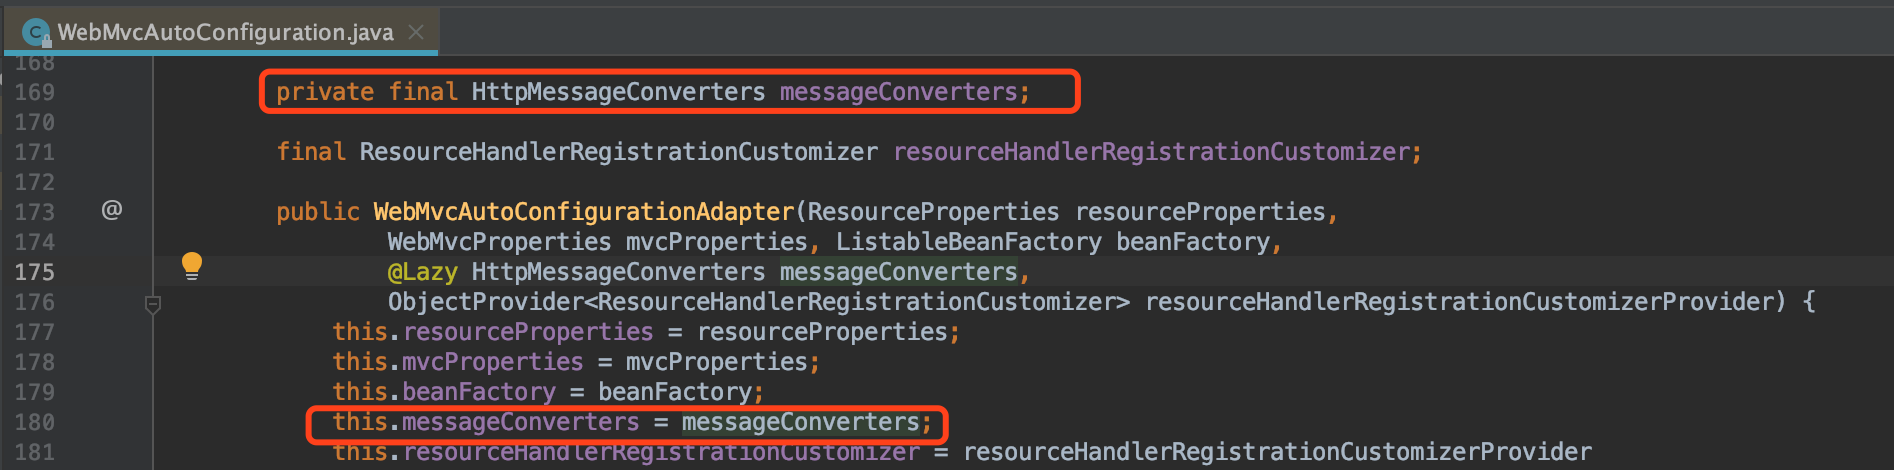 WebMvcAutoConfiguration.java
168
169 private final HttpMessageConverters messageConverters;
170
171 final ResourceHandlerRegistrationCustomizer resourceHandlerRegistrationCustomizer;
172
173 @ public WebMvcAutoConfigurationAdapter(ResourceProperties resourceProperties,
174 WebMvcProperties mvcProperties, ListableBeanFactory beanFactory,
175 @Lazy HttpMessageConverters messageConverters,
176 ObjectProvider<ResourceHandlerRegistrationCustomizer> resourceHandlerRegistrationCustomizerProvider) {
177 this.resourceProperties = resourceProperties;
178 this.mvcProperties = mvcProperties;
179 this.beanFactory = beanFactory;
180 this.messageConverters = messageConverters;
181 this.resourceHandlerRegistrationCustomizer = resourceHandlerRegistrationCustomizerProvider